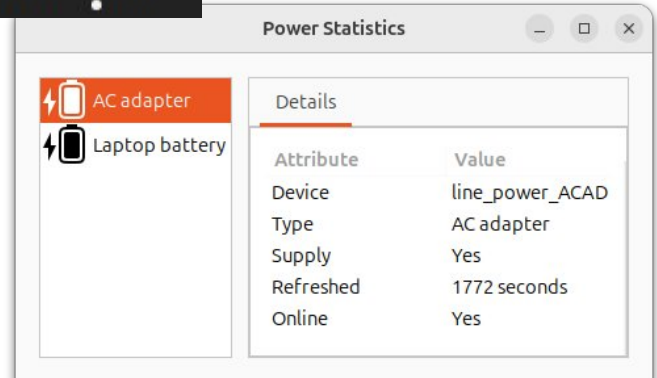 Power Statistics
AC adapter
Laptop battery
Details
Attribute Value
Device line_power_ACAD
Type AC adapter
Supply Yes
Refreshed 1772 seconds
Online Yes